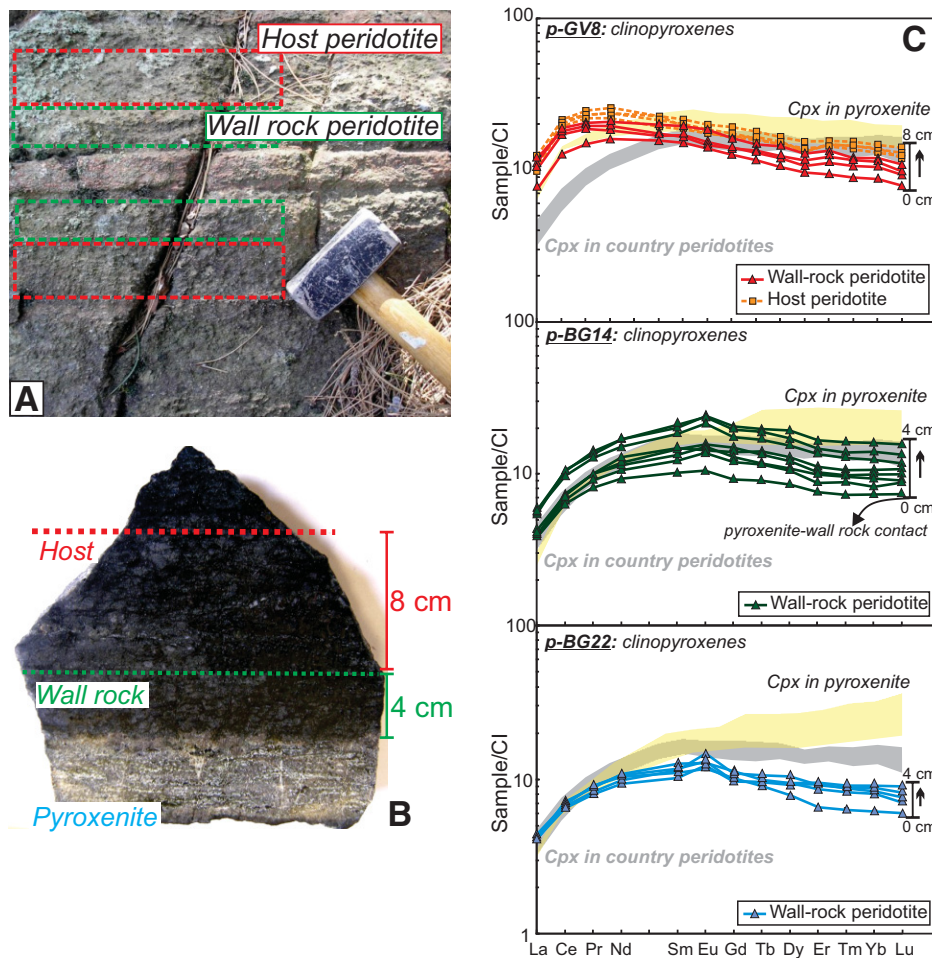 Host peridotite
Wall rock peridotite
A
Host
8 cm
Wall rock
4 cm
Pyroxenite
B
C
100
p-GV8: clinopyroxenes
Cpx in pyroxenite
8 cm
10
0 cm
Sample/CI
Cpx in country peridotites
Wall-rock peridotite
Host peridotite
100
p-BG14: clinopyroxenes
Cpx in pyroxenite
4 cm
10
0 cm
Sample/CI
pyroxenite-wall rock contact
Cpx in country peridotites
Wall-rock peridotite
100
p-BG22: clinopyroxenes
Cpx in pyroxenite
10
4 cm
0 cm
Sample/CI
Cpx in country peridotites
Wall-rock peridotite
1
La Ce Pr Nd Sm Eu Gd Tb Dy Er Tm Yb Lu